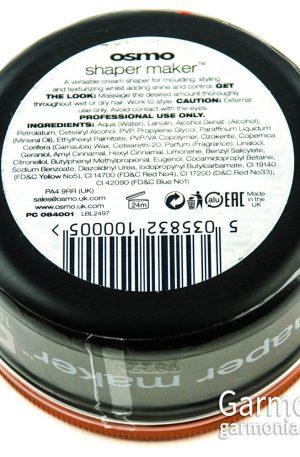 osmo
shaper maker™
A versatile cream shaper for moulding, styling
and texturizing whilst adding shine and control. GET
THE LOOK: Massage the desired amount thoroughly
throughout wet or dry hair. Work to style. CAUTION: External
use only. Avoid contact with the eyes.
PROFESSIONAL USE ONLY.
INGREDIENTS: Aqua (Water), Lanolin, Alcohol Denat. (Alcohol),
Petrolatum, Cetearyl Alcohol, PVP, Propylene Glycol, Paraffinum Liquidum
(Mineral Oil), Ethylhexyl Palmitate, PVP/VA Copolymer, Ozokerite, Copernicia
Cerifera (Carnauba) Wax, Ceteareth-20, Parfum (Fragrance), Linalool,
Geraniol, Amyl Cinnamal, Hexyl Cinnamal, Limonene, Benzyl Salicylate,
Citronellol, Butylphenyl Methylpropional, Eugenol, Cocamidopropyl Betaine,
Sodium Benzoate, Diazolidinyl Urea, Iodopropynyl Butylcarbamate, CI 19140
(FD&C Yellow No5), CI 14700 (FD&C Red No4), CI 17200 (D&C Red No33),
CI 42090 (FD&C Blue No1)
PA4 9RR (UK)
sales@osmo.uk.com
www.osmo.uk.com
PC 064001 LBL2497
24m
alu
EAC
Made in the UK
5 035832 100005 >
shaper maker™
Garmo
garmonia